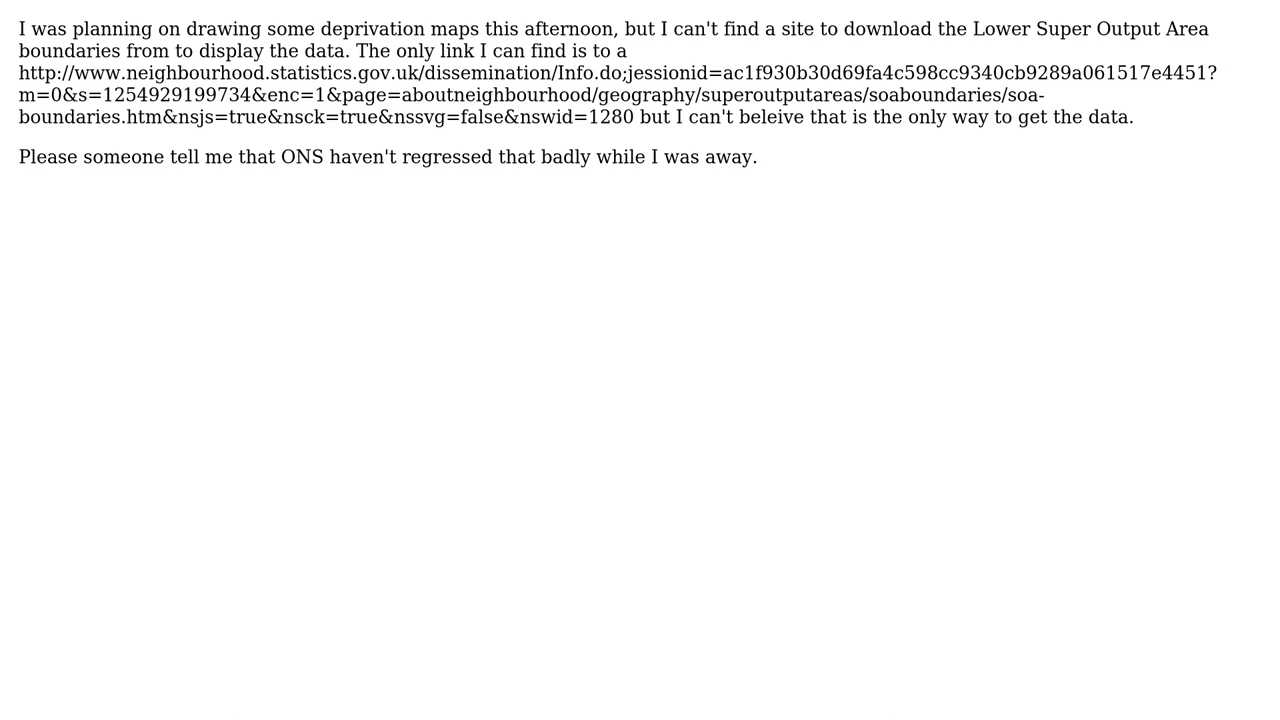 I was planning on drawing some deprivation maps this afternoon, but I can't find a site to download the Lower Super Output Area
boundaries from to display the data. The only link I can find is to a
http://www.neighbourhood.statistics.gov.uk/dissemination/Info.do;jessionid=ac1f930b30d69fa4c598cc9340cb9289a061517e4451?
m=0&s=1254929199734&enc=1&page=aboutneighbourhood/geography/superoutputareas/soaboundaries/soa-
boundaries.htm&nsjs=true&nsck=true&nssvg=false&nswid=1280 but I can't beleive that is the only way to get the data.
Please someone tell me that ONS haven't regressed that badly while I was away.